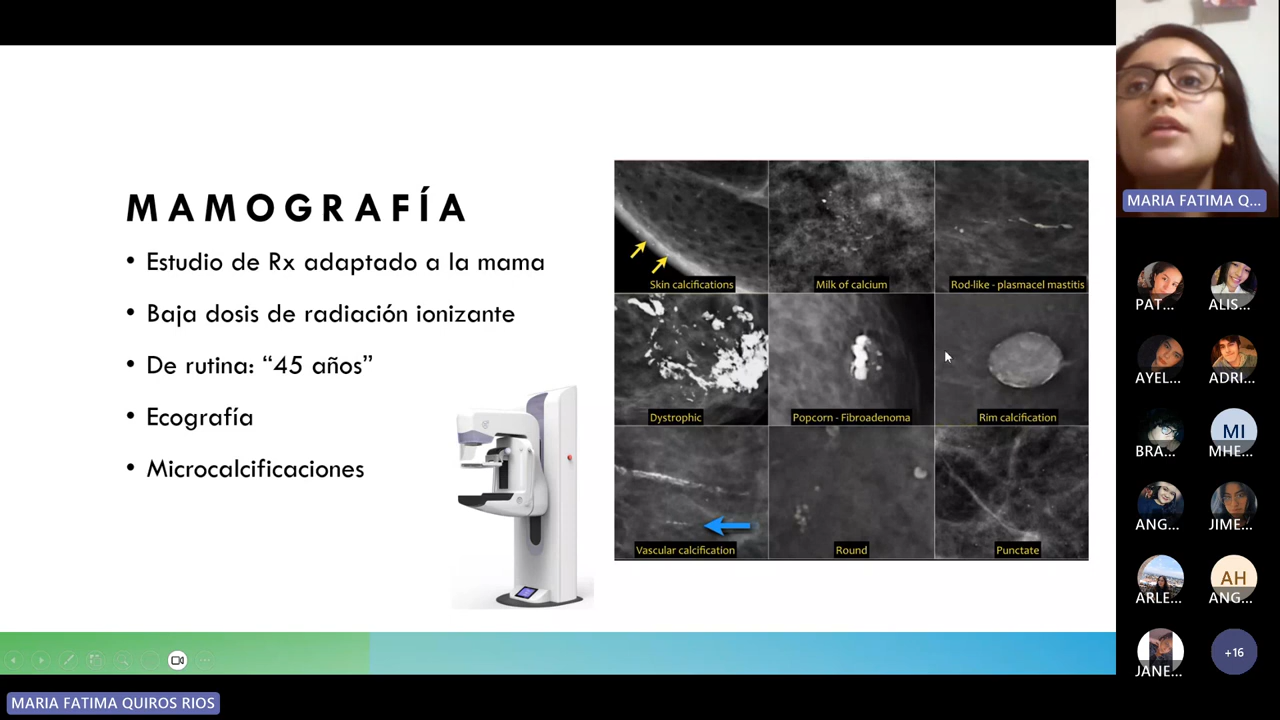 MAMOGRAFÍA
• Estudio de Rx adaptado a la mama
• Baja dosis de radiación ionizante
• De rutina: “45 años”
• Ecografía
• Microcalcificaciones
Skin calcifications
Milk of calcium
Rod-like - plasmacel mastitis
Dystrophic
Popcorn - Fibroadenoma
Rim calcification
Vascular calcification
Round
Punctate
MARIA FATIMA Q...
PAT...
ALIS...
AYEL...
ADRI...
BRA...
MI
MHE...
ANG...
JIME...
ARLE...
AH
ANG...
JANE...
+16
MARIA FATIMA QUIROS RIOS